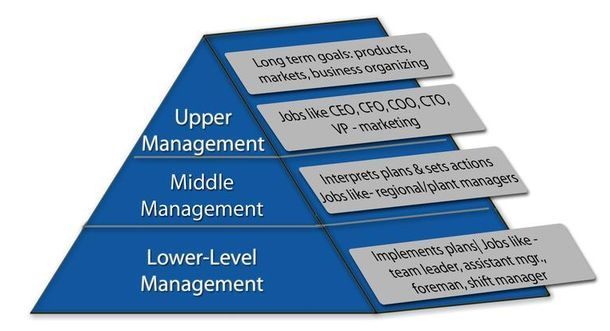 Long term goals: products,
markets, business organizing
Jobs like CEO, CFO, COO, CTO,
VP - marketing
Upper
Management
Interprets plans & sets actions
Jobs like- regional/plant managers
Middle
Management
Implements plans| Jobs like -
team leader, assistant mgr.,
foreman, shift manager
Lower-Level
Management